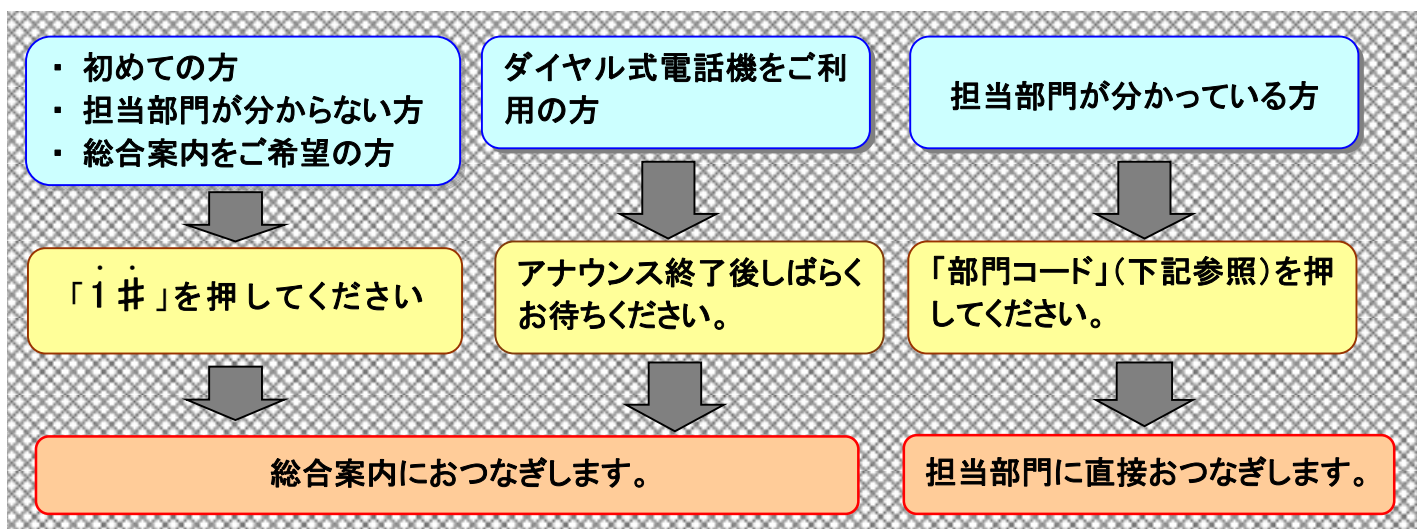 ・ 初めての方
・ 担当部門が分からない方
・ 総合案内をご希望の方
ダイヤル式電話機をご利
用の方
担当部門が分かっている方
「1#」を押してください
アナウンス終了後しばらく
お待ちください。
「部門コード」(下記参照)を押
してください。
総合案内におつなぎします。
担当部門に直接おつなぎします。